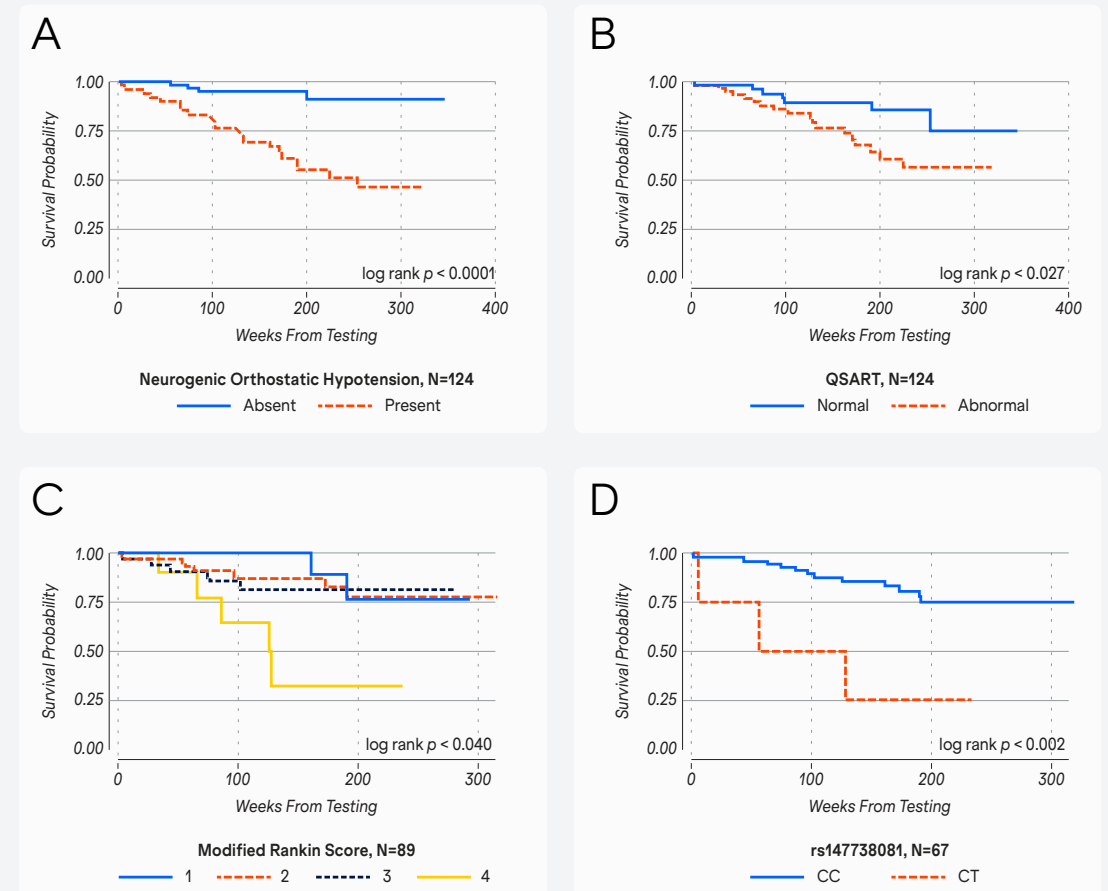 A
Survival Probability
1.00
0.75
0.50
0.25
0.00
log rank p < 0.0001
0 100 200 300 400
Weeks From Testing
Neurogenic Orthostatic Hypotension, N=124
Absent Present
B
Survival Probability
1.00
0.75
0.50
0.25
0.00
log rank p < 0.027
0 100 200 300 400
Weeks From Testing
QSART, N=124
Normal Abnormal
C
Survival Probability
1.00
0.75
0.50
0.25
0.00
log rank p < 0.040
0 100 200 300
Weeks From Testing
Modified Rankin Score, N=89
1 2 3 4
D
Survival Probability
1.00
0.75
0.50
0.25
0.00
log rank p < 0.002
0 100 200 300
Weeks From Testing
rs147738081, N=67
CC CT